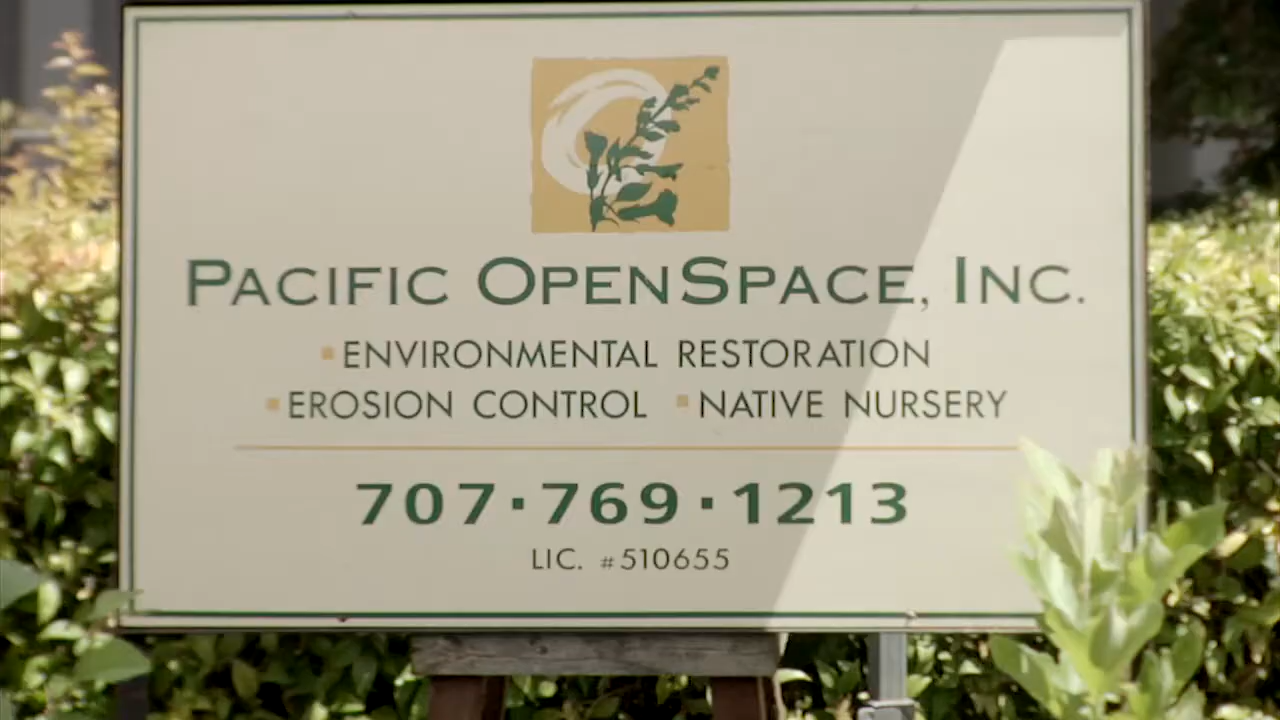 PACIFIC OPENSPACE, INC.
▪ENVIRONMENTAL RESTORATION
▪EROSION CONTROL ▪NATIVE NURSERY
707▪769▪1213
LIC. #510655